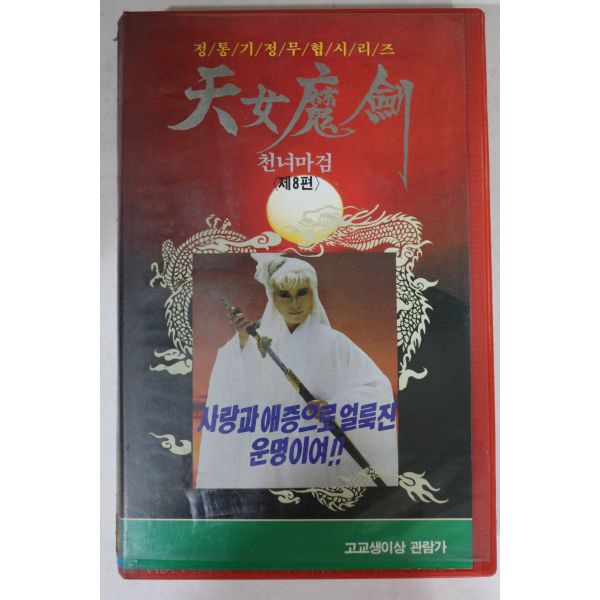 정/통/기/정/무/협/시/리/즈
天女魔劍
천녀마검
〈제8편〉
사랑과 애증으로 얼룩진
운명이여!!
고교생이상 관람가